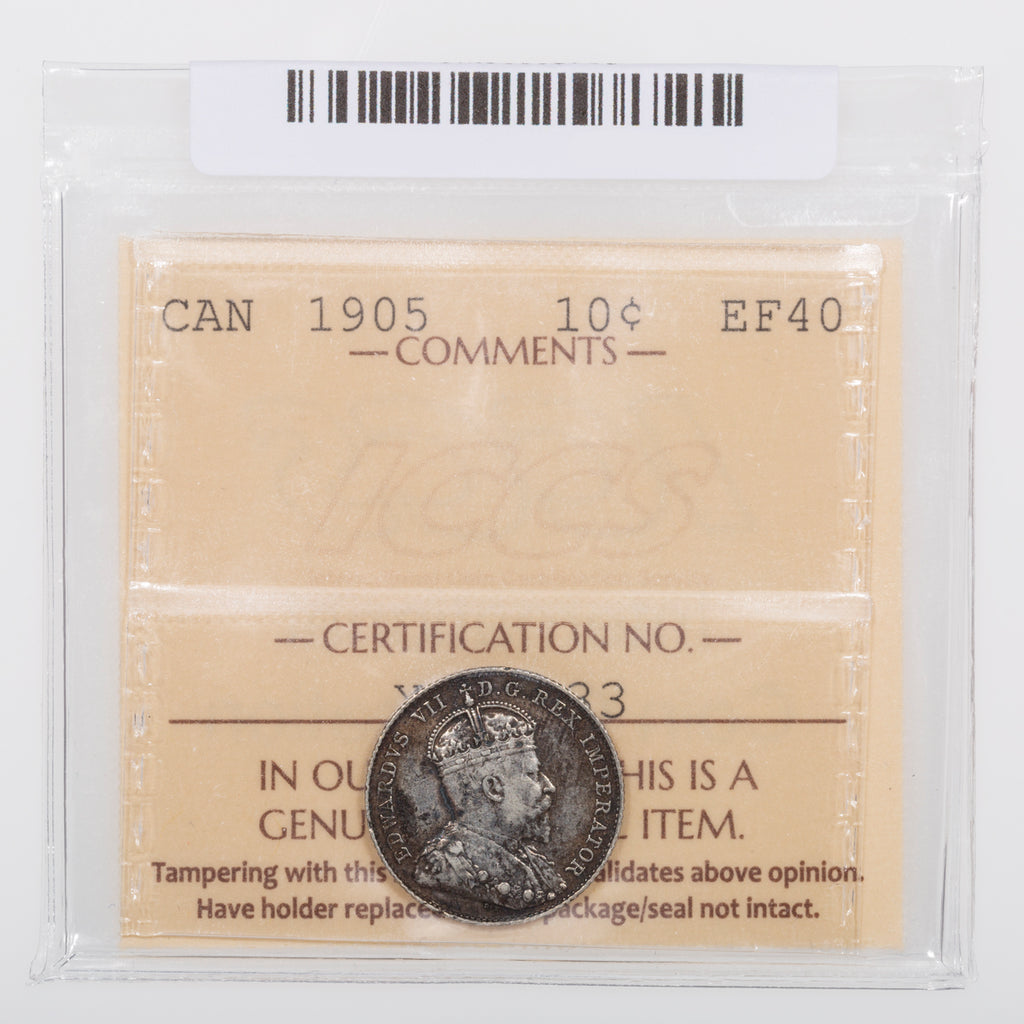 CAN 1905 10¢ EF40
— COMMENTS —
ICCS
— CERTIFICATION NO. —
33
EDWARDVS VII D.G. REX IMPERATOR
IN OU HIS IS A
GENU ITEM.
Tampering with this alidates above opinion.
Have holder replace package/seal not intact.